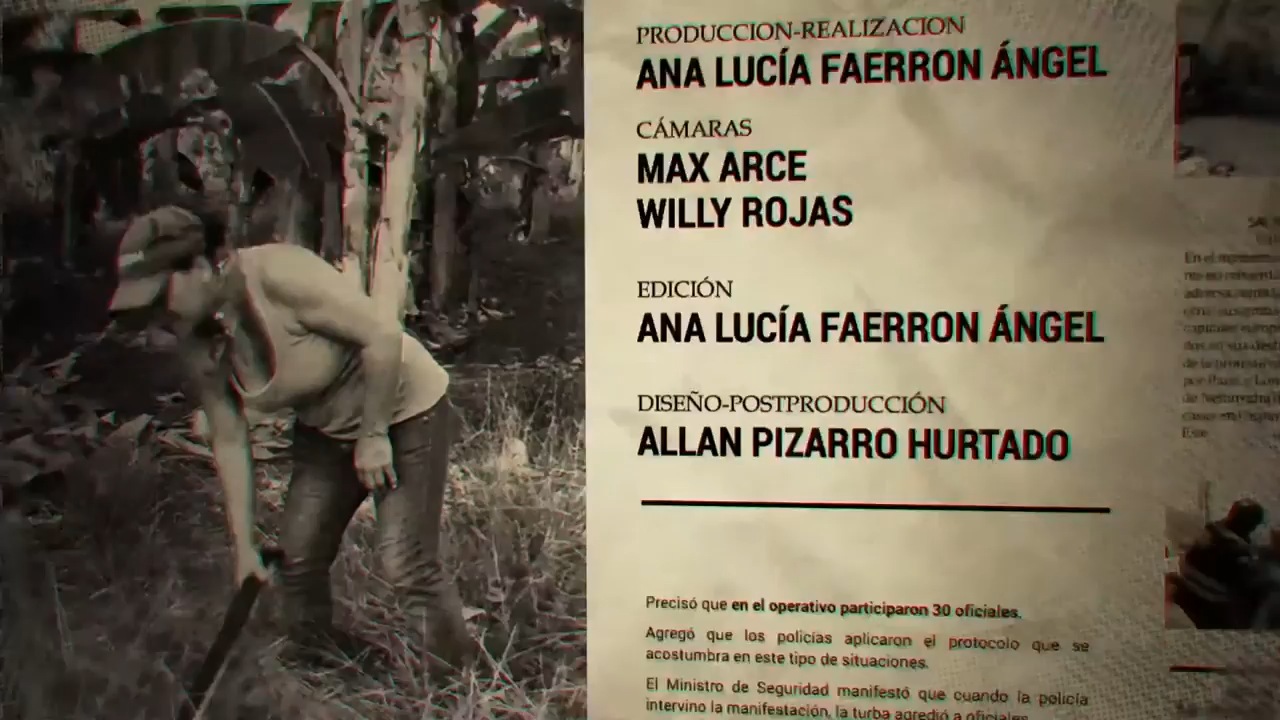 PRODUCCION-REALIZACION
ANA LUCÍA FAERRON ÁNGEL
CÁMARAS
MAX ARCE
WILLY ROJAS
EDICIÓN
ANA LUCÍA FAERRON ÁNGEL
DISEÑO-POSTPRODUCCIÓN
ALLAN PIZARRO HURTADO
Precisó que en el operativo participaron 30 oficiales.
Agregó que los policías aplicaron el protocolo que se
acostumbra en este tipo de situaciones.
El Ministro de Seguridad manifestó que cuando la policía
intervino la manifestación, la turba agredió a oficiales
En el